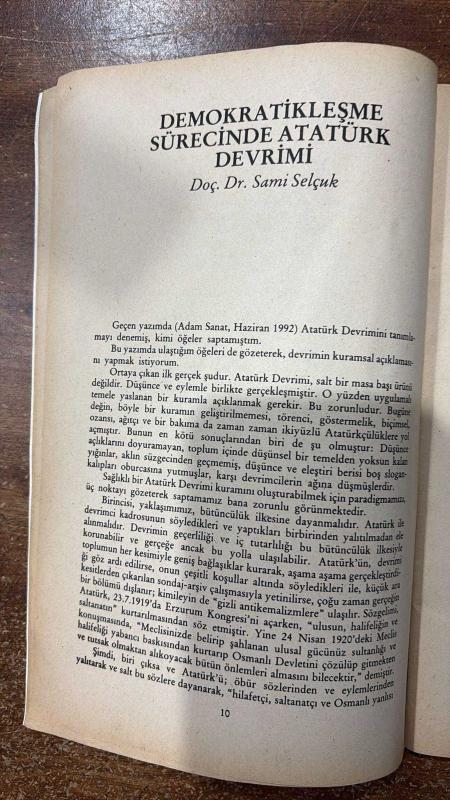 DEMOKRATİKLEŞME
SÜRECİNDE ATATÜRK
DEVRİMİ
Doç. Dr. Sami Selçuk
Geçen yazımda (Adam Sanat, Haziran 1992) Atatürk Devrimini tanımla-
mayı denemiş, kimi öğeler saptamıştım.
Bu yazımda ulaştığım öğeleri de gözeterek, devrimin kuramsal açıklaması-
nı yapmak istiyorum.
Ortaya çıkan ilk gerçek şudur. Atatürk Devrimi, salt bir masa başı ürünü
değildir. Düşünce ve eylemle birlikte gerçekleşmiştir. O yüzden uygulamalı
temele yaslanan bir kuramla açıklanmak gerekir. Bu zorunludur. Bugüne
değin, böyle bir kuramın geliştirilmemesi, törenci, göstermelik, biçimsel,
ozansı, ağıtçı ve bir bakıma da zaman zaman ikiyüzlü Atatürkçülüklere yol
açmıştır. Bunun en kötü sonuçlarından biri de şu olmuştur: Düşünce
açlıklarını doyuramayan, toplum içinde düşünsel bir temelden yoksun kalan
yığınlar, aklın süzgecinden geçmemiş, düşünce ve eleştiri berisi boş slogan-
kalıpları oburcasına yutmuşlar, karşı devrimcilerin ağına düşmüşlerdir.
Sağlıklı bir Atatürk Devrimi kuramını oluşturabilmek için paradigmamızı,
üç noktayı gözeterek saptamamız bana zorunlu görünmektedir.
Birincisi, yaklaşımımız, bütüncülük ilkesine dayanmalıdır. Atatürk ile
devrimci kadrosunun söyledikleri ve yaptıkları birbirinden yalıtılmadan ele
alınmalıdır. Devrimin geçerliliği ve iç tutarlılığı bu bütüncülük ilkesiyle
korunabilir ve gerçeğe ancak bu yolla ulaşılabilir. Atatürk'ün, devrimi
toplumun her kesimiyle geniş bağlaşıklar kurarak, aşama aşama gerçekleştirdi-
ği göz ardı edilirse, onun çeşitli koşullar altında söyledikleri ile, küçük ara
kesitlerden çıkarılan sondaj-arşiv çalışmasıyla yetinilirse, çoğu zaman gerçeğin
bir bölümü dışlanır; kimileyin de "gizli antikemalizmlere" ulaşılır. Sözgelimi,
Atatürk, 23.7.1919'da Erzurum Kongresi'ni açarken, "ulusun, halifeliğin ve
saltanatın" kurtarılmasından söz etmiştir. Yine 24 Nisan 1920'deki Meclis
konuşmasında, "Meclisinizde belirip şahlanan ulusal gücünüz sultanlığı ve
halifeliği yabancı baskısından kurtarıp Osmanlı Devletini çözülüp gitmekten
ve tutsak olmaktan alıkoyacak bütün önlemleri almasını bilecektir," demiştir.
Şimdi, biri çıksa ve Atatürk'ü; öbür sözlerinden ve eylemlerinden
yalıtarak ve salt bu sözlere dayanarak, "hilafetçi, saltanatçı ve Osmanlı yanlısı
10